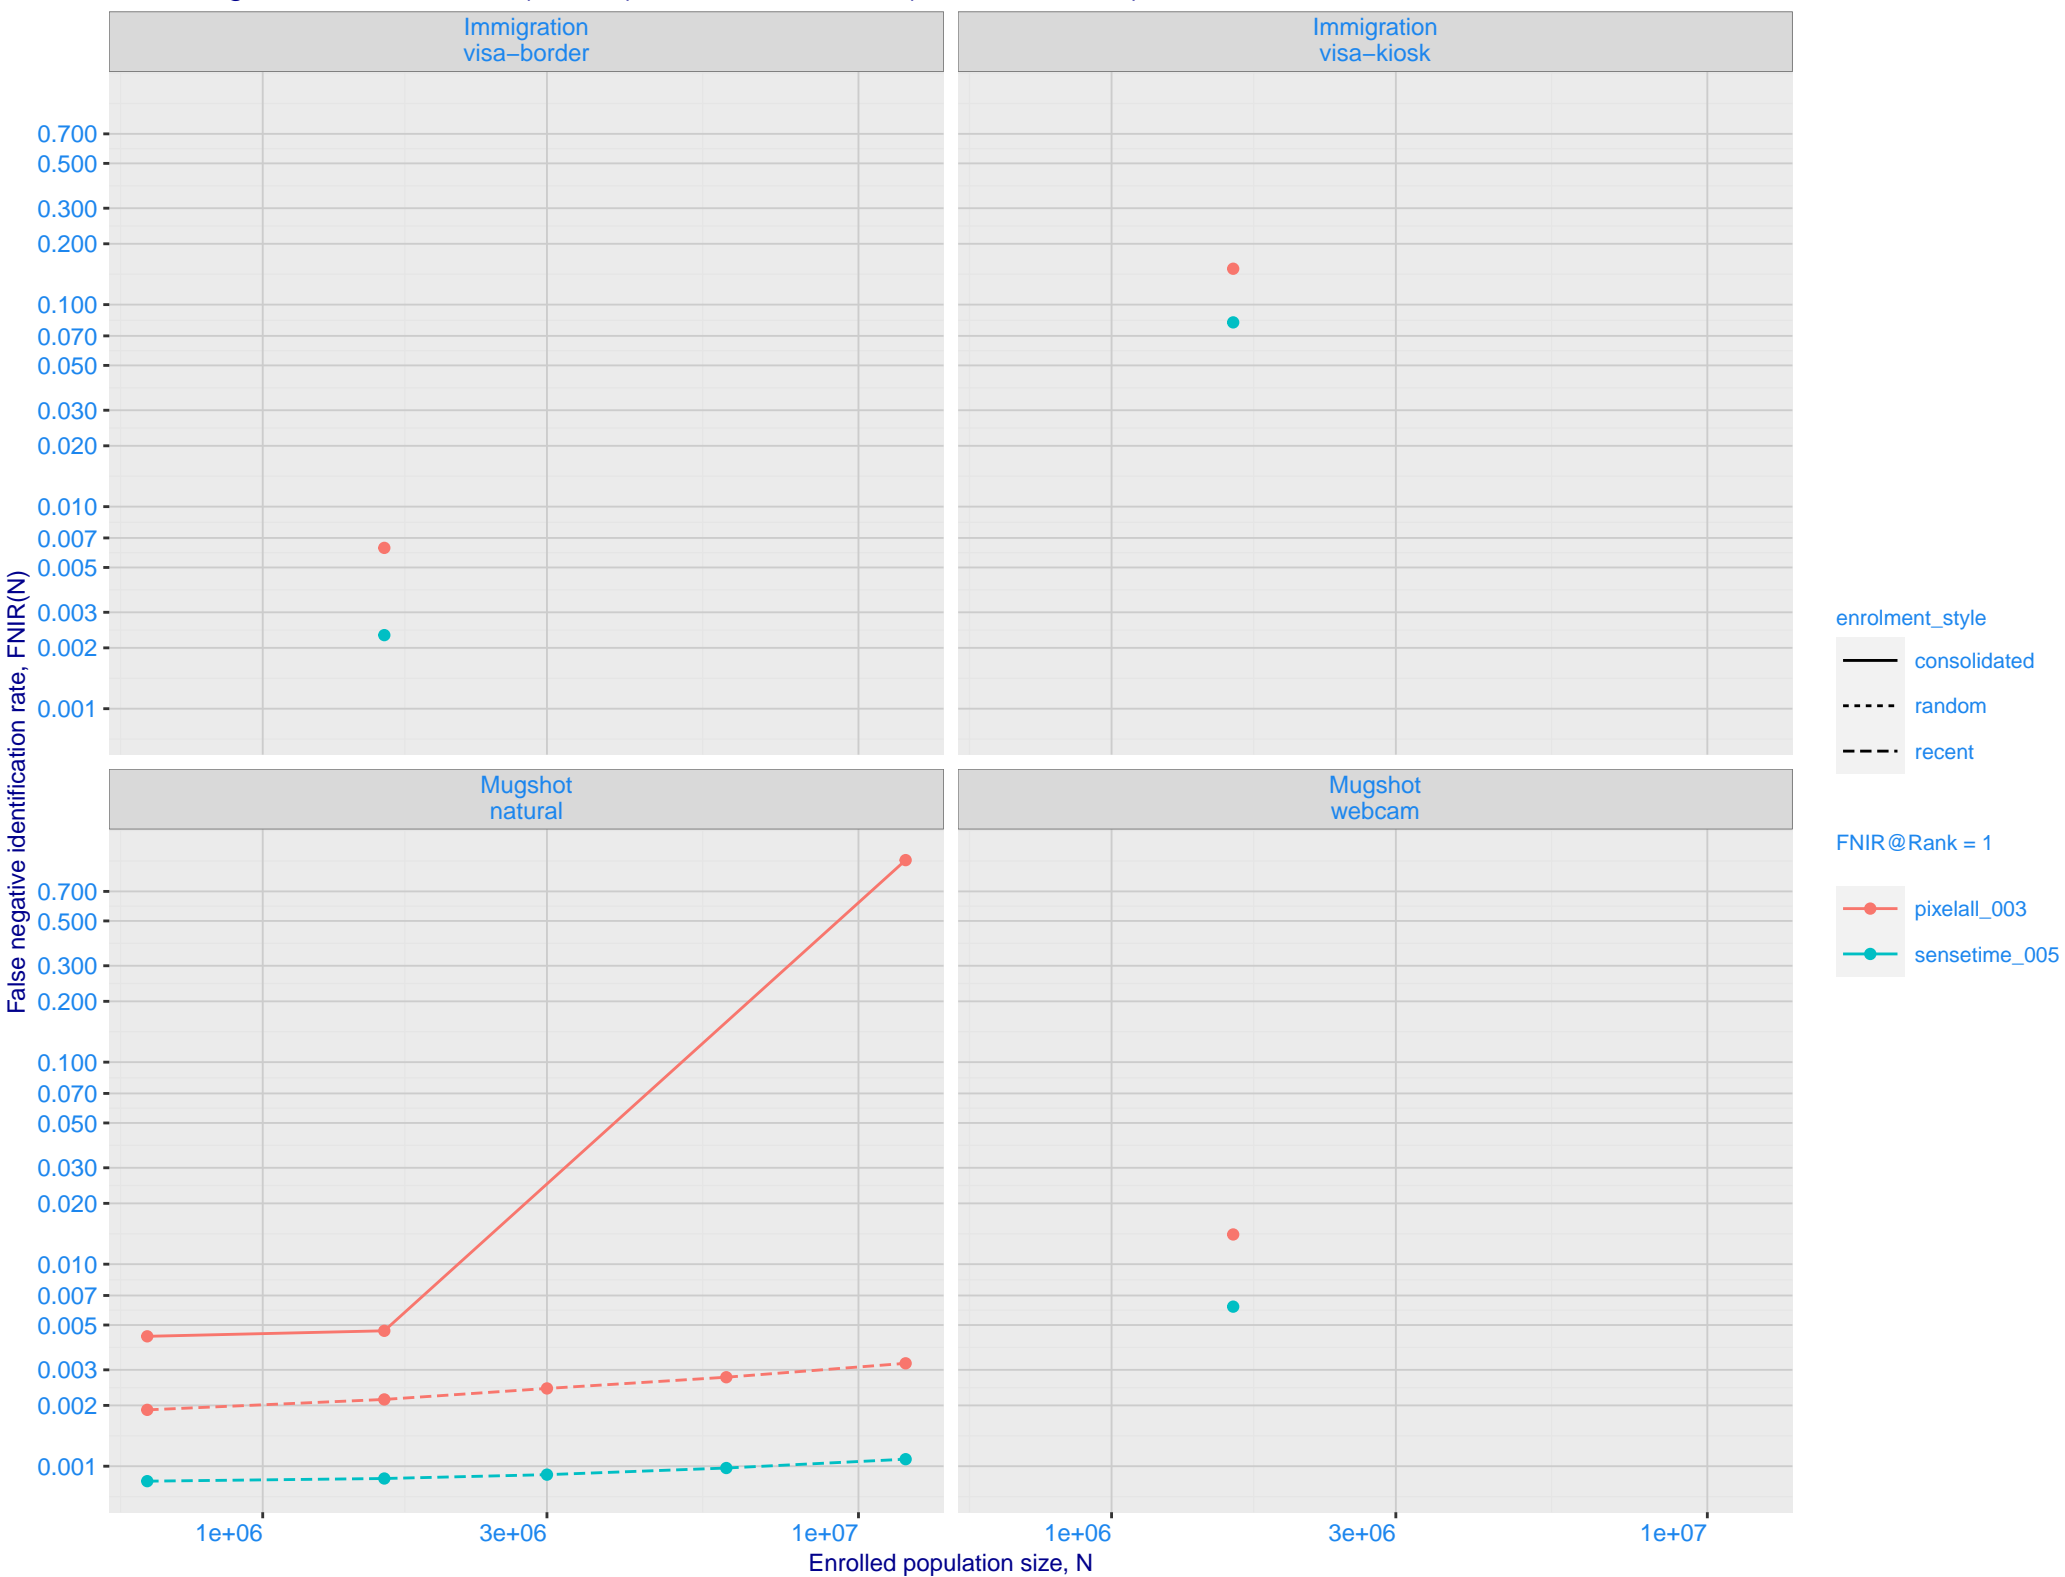 Immigration
visa−border
Immigration
visa−kiosk
0.700
0.500
0.300
0.200
0.100
0.070
0.050
0.030
0.020
0.010
0.007
0.005
0.003
0.002
0.001
False negative identification rate, FNIR(N)
Mugshot
natural
Mugshot
webcam
0.700
0.500
0.300
0.200
0.100
0.070
0.050
0.030
0.020
0.010
0.007
0.005
0.003
0.002
0.001
1e+06
3e+06
1e+07
1e+06
3e+06
1e+07
Enrolled population size, N
enrolment_style
consolidated
random
recent
FNIR@Rank = 1
pixelall_003
sensetime_005